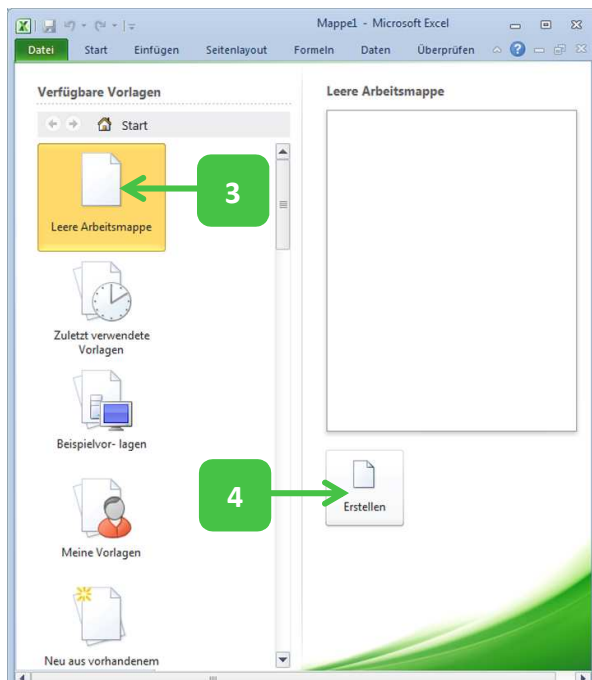 Mappe1 - Microsoft Excel
Datei Start Einfügen Seitenlayout Formeln Daten Überprüfen
Verfügbare Vorlagen
Start
Leere Arbeitsmappe
3
Zuletzt verwendete
Vorlagen
Beispielvor- lagen
Meine Vorlagen
Neu aus vorhandenem
Leere Arbeitsmappe
4
Erstellen